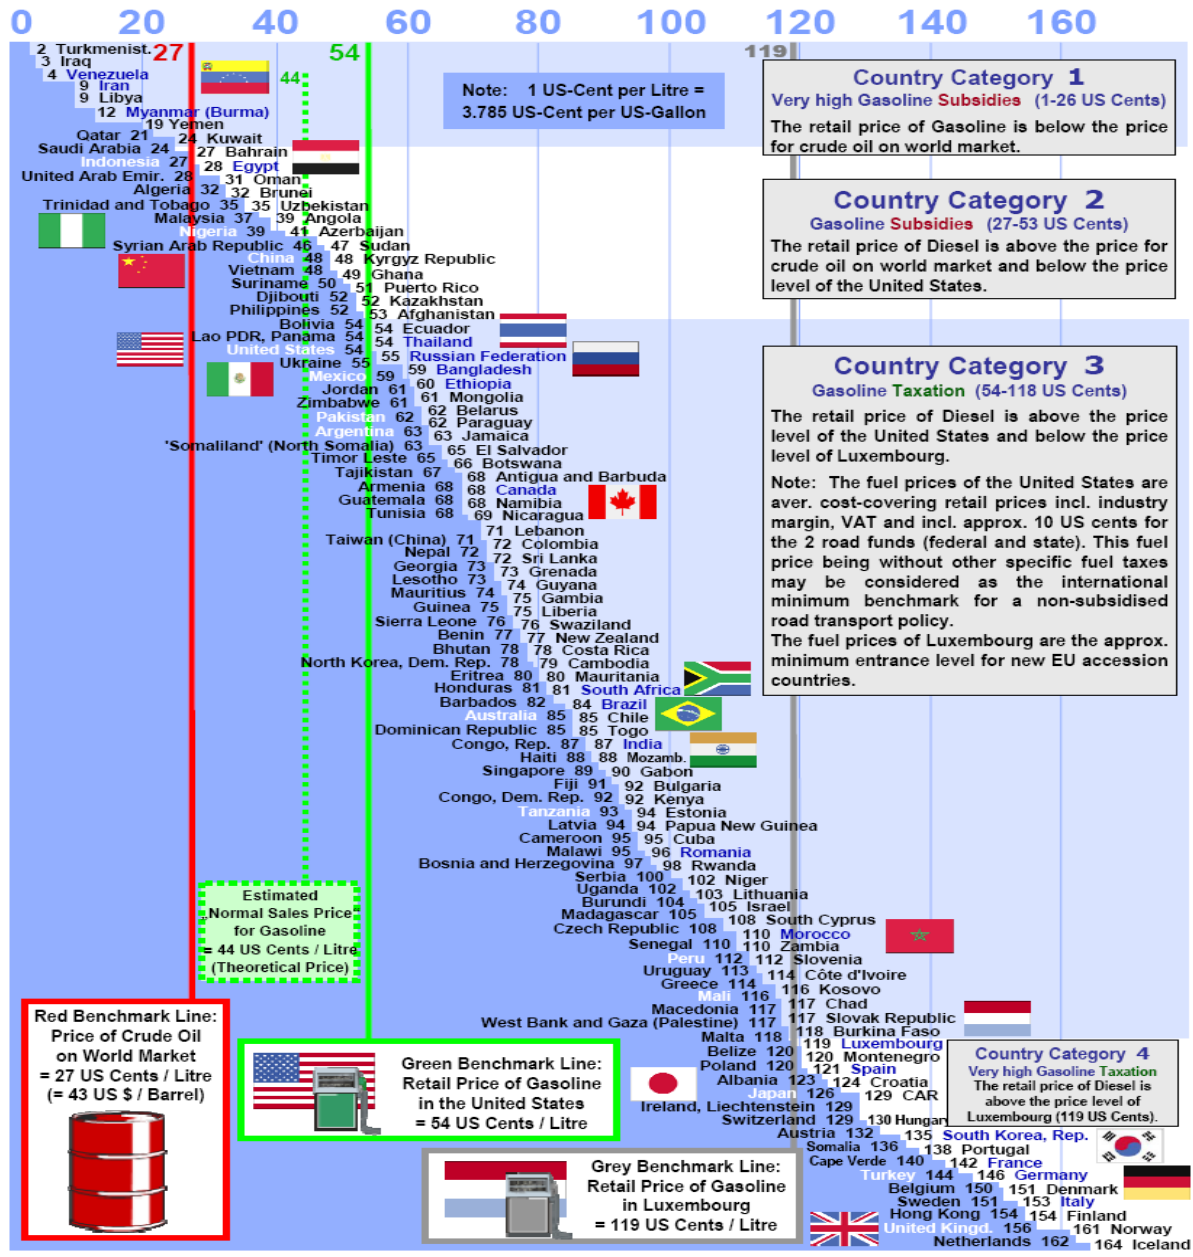 0 20 40 60 80 100 120 140 160
27
54
119
44
2 Turkmenist.
3 Iraq
4 Venezuela
9 Iran
9 Libya
12 Myanmar (Burma)
19 Yemen
Qatar 21
24 Kuwait
Saudi Arabia 24
27 Bahrain
Indonesia 27
28 Egypt
United Arab Emir. 28
31 Oman
Algeria 32
32 Brunei
Trinidad and Tobago 35
35 Uzbekistan
Malaysia 37
39 Angola
Nigeria 39
41 Azerbaijan
Syrian Arab Republic 46
47 Sudan
China 48
48 Kyrgyz Republic
Vietnam 48
49 Ghana
Suriname 50
51 Puerto Rico
Djibouti 52
52 Kazakhstan
Philippines 52
53 Afghanistan
Bolivia 54
54 Ecuador
Lao PDR, Panama 54
54 Thailand
United States 54
55 Russian Federation
Ukraine 55
59 Bangladesh
Mexico 59
60 Ethiopia
Jordan 61
61 Mongolia
Zimbabwe 61
62 Belarus
Pakistan 62
62 Paraguay
Argentina 63
63 Jamaica
'Somaliland' (North Somalia) 63
65 El Salvador
Timor Leste 65
66 Botswana
Tajikistan 67
68 Antigua and Barbuda
Armenia 68
68 Canada
Guatemala 68
68 Namibia
Tunisia 68
69 Nicaragua
71 Lebanon
Taiwan (China) 71
72 Colombia
Nepal 72
72 Sri Lanka
Georgia 73
73 Grenada
Lesotho 73
74 Guyana
Mauritius 74
75 Gambia
Guinea 75
75 Liberia
Sierra Leone 76
76 Swaziland
Benin 77
77 New Zealand
Bhutan 78
78 Costa Rica
North Korea, Dem. Rep. 78
79 Cambodia
Eritrea 80
80 Mauritania
Honduras 81
81 South Africa
Barbados 82
84 Brazil
Australia 85
85 Chile
Dominican Republic 85
85 Togo
Congo, Rep. 87
87 India
Haiti 88
88 Mozamb.
Singapore 89
90 Gabon
Fiji 91
92 Bulgaria
Congo, Dem. Rep. 92
92 Kenya
Tanzania 93
94 Estonia
Latvia 94
94 Papua New Guinea
Cameroon 95
95 Cuba
Malawi 95
96 Romania
Bosnia and Herzegovina 97
98 Rwanda
Serbia 100
102 Niger
Uganda 102
103 Lithuania
Burundi 104
105 Israel
Madagascar 105
108 South Cyprus
Czech Republic 108
110 Morocco
Senegal 110
110 Zambia
Peru 112
112 Slovenia
Uruguay 113
114 Côte d'Ivoire
Greece 114
116 Kosovo
Mali 116
117 Chad
Macedonia 117
117 Slovak Republic
West Bank and Gaza (Palestine) 117
118 Burkina Faso
Malta 118
119 Luxembourg
Belize 120
120 Montenegro
Poland 120
121 Spain
Albania 123
124 Croatia
Japan 126
129 CAR
Ireland, Liechtenstein 129
Switzerland 129
130 Hungary
Austria 132
135 South Korea, Rep.
Somalia 136
138 Portugal
Cape Verde 140
142 France
Turkey 144
146 Germany
Belgium 150
151 Denmark
Sweden 151
153 Italy
Hong Kong 154
154 Finland
United Kingd. 156
161 Norway
Netherlands 162
164 Iceland
Note: 1 US-Cent per Litre =
3.785 US-Cent per US-Gallon
Country Category 1
Very high Gasoline Subsidies (1-26 US Cents)
The retail price of Gasoline is below the price
for crude oil on world market.
Country Category 2
Gasoline Subsidies (27-53 US Cents)
The retail price of Diesel is above the price for
crude oil on world market and below the price
level of the United States.
Country Category 3
Gasoline Taxation (54-118 US Cents)
The retail price of Diesel is above the price
level of the United States and below the price
level of Luxembourg.
Note: The fuel prices of the United States are
aver. cost-covering retail prices incl. industry
margin, VAT and incl. approx. 10 US cents for
the 2 road funds (federal and state). This fuel
price being without other specific fuel taxes
may be considered as the international
minimum benchmark for a non-subsidised
road transport policy.
The fuel prices of Luxembourg are the approx.
minimum entrance level for new EU accession
countries.
Country Category 4
Very high Gasoline Taxation
The retail price of Diesel is
above the price level of
Luxembourg (119 US Cents).
Estimated
„Normal Sales Price“
for Gasoline
= 44 US Cents / Litre
(Theoretical Price)
Red Benchmark Line:
Price of Crude Oil
on World Market
= 27 US Cents / Litre
(= 43 US $ / Barrel)
Green Benchmark Line:
Retail Price of Gasoline
in the United States
= 54 US Cents / Litre
Grey Benchmark Line:
Retail Price of Gasoline
in Luxembourg
= 119 US Cents / Litre